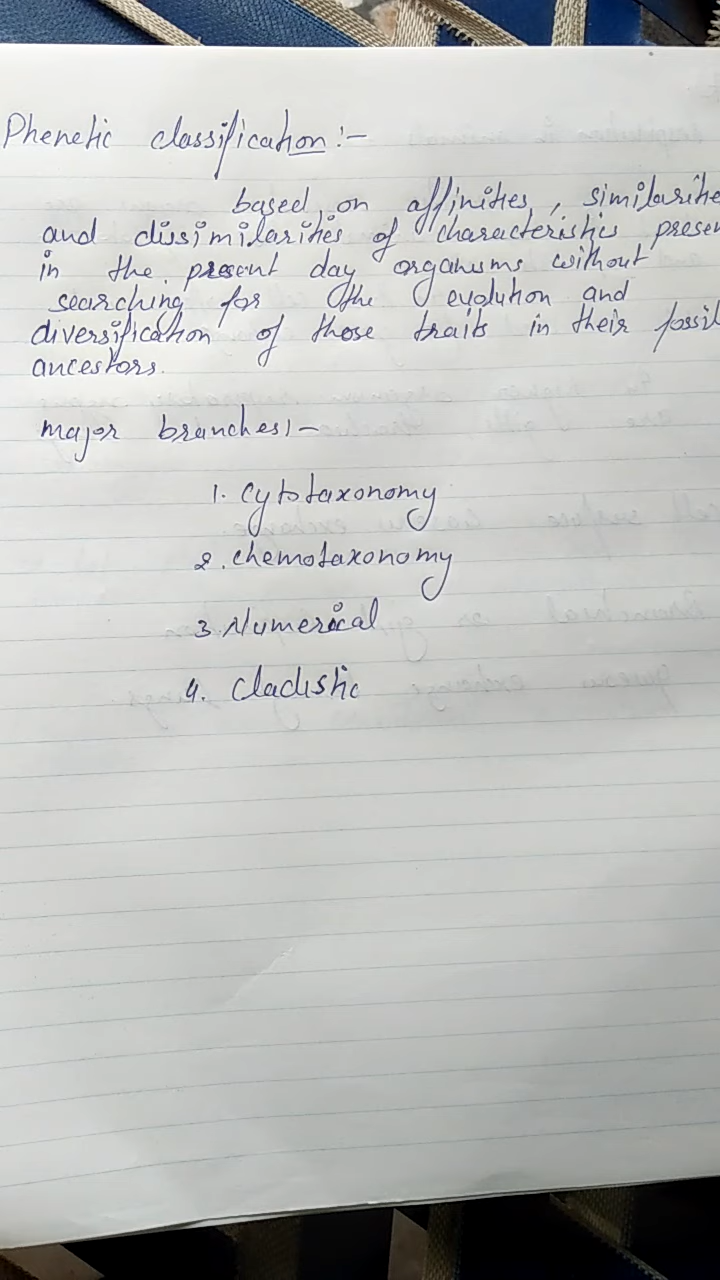 Phenetic classification :-
based on affinities, similaritie
and dissimilarities of characteristics presen
in the present day organisms without
searching for the evolution and
diversification of those traits in their fossil
ancestors.
major branches :-
1. Cytotaxonomy
2. chemotaxonomy
3. Numerical
4. Cladistic